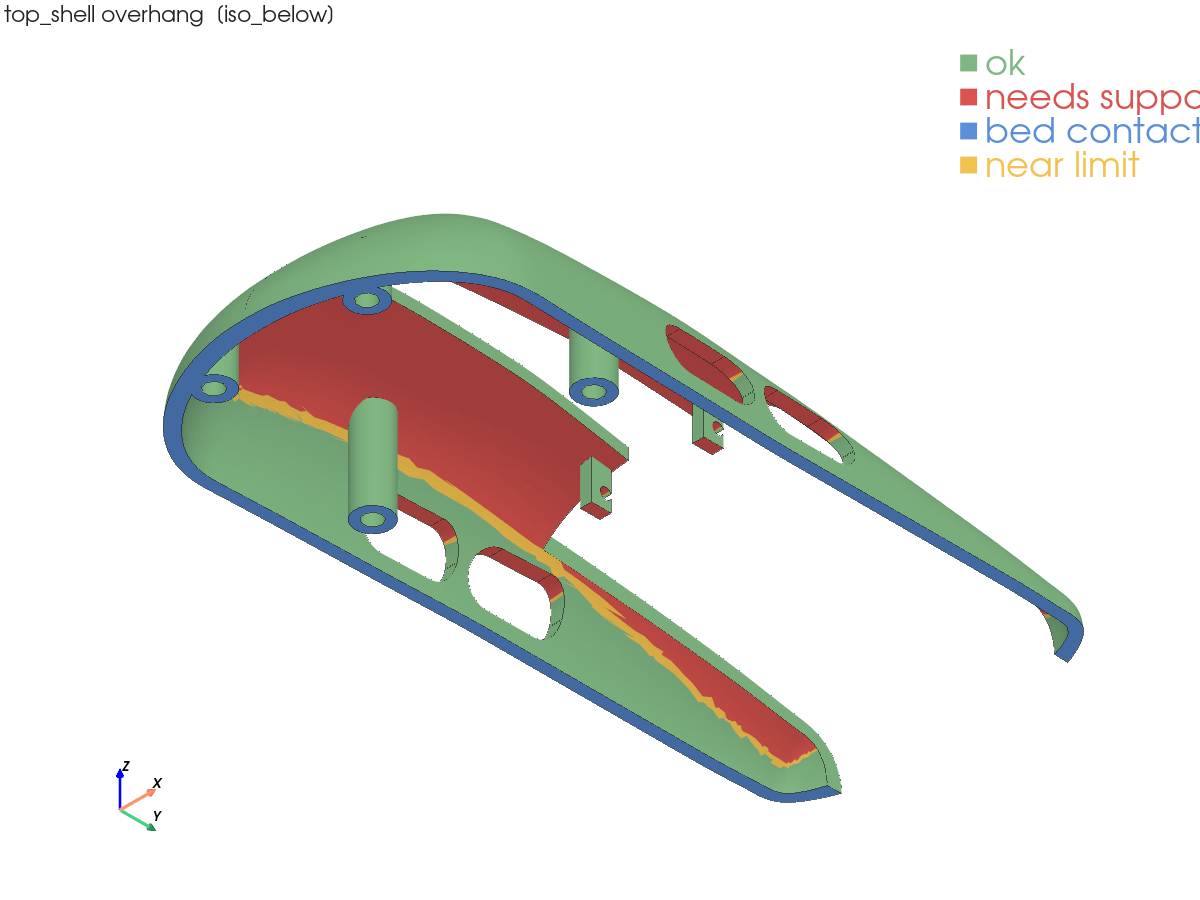 top_shell overhang  (iso_below)
ok
needs suppo
bed contact
near limit
Z
X
Y